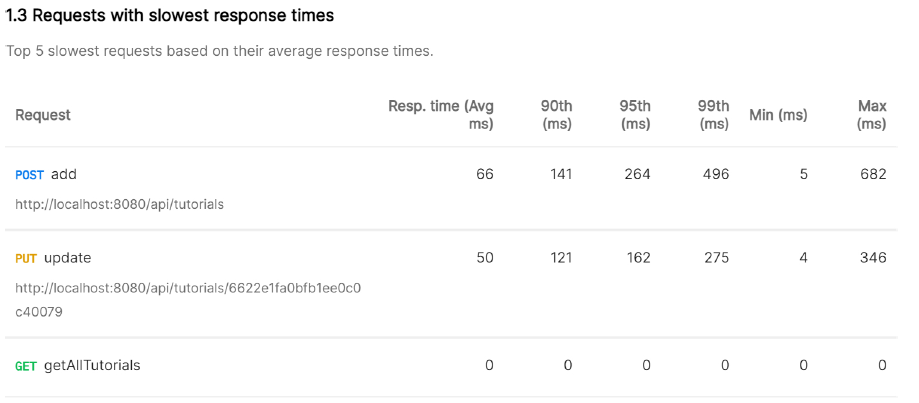 1.3 Requests with slowest response times
Top 5 slowest requests based on their average response times.
Request Resp. time (Avg ms) 90th (ms) 95th (ms) 99th (ms) Min (ms) Max (ms)
POST add 66 141 264 496 5 682
http://localhost:8080/api/tutorials
PUT update 50 121 162 275 4 346
http://localhost:8080/api/tutorials/6622e1fa0bfb1ee0c0
c40079
GET getAllTutorials 0 0 0 0 0 0